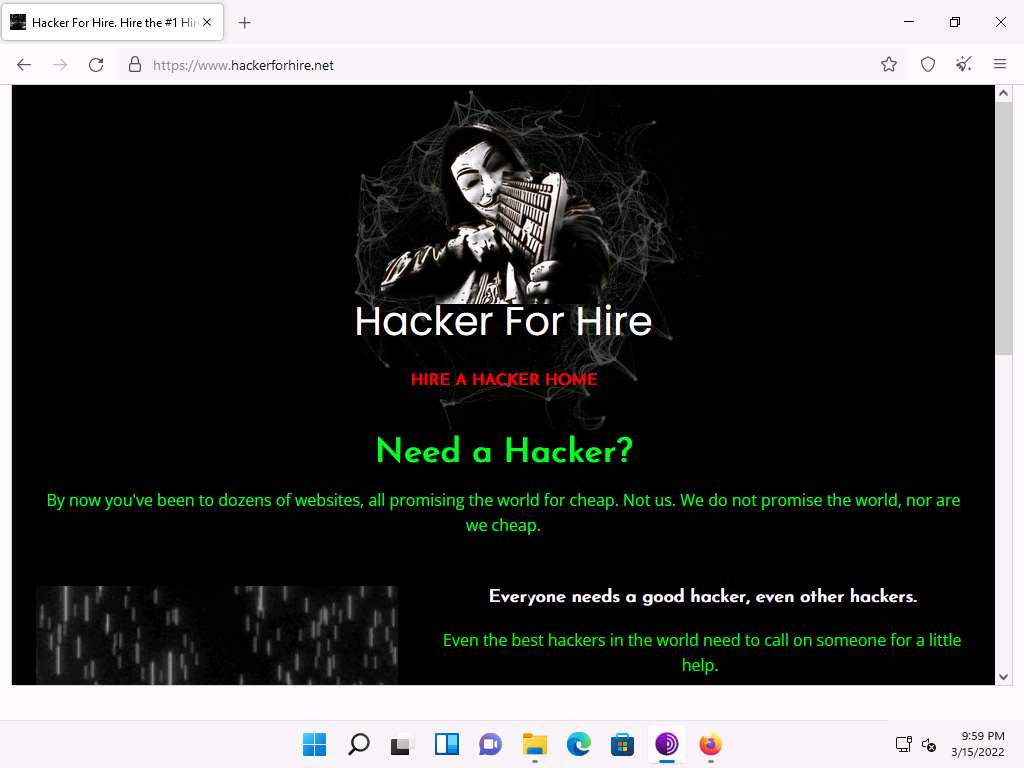 Hacker For Hire. Hire the #1 Hir
https://www.hackerforhire.net
Hacker For Hire
HIRE A HACKER HOME
Need a Hacker?
By now you've been to dozens of websites, all promising the world for cheap. Not us. We do not promise the world, nor are
we cheap.
Everyone needs a good hacker, even other hackers.
Even the best hackers in the world need to call on someone for a little
help.
9:59 PM
3/15/2022